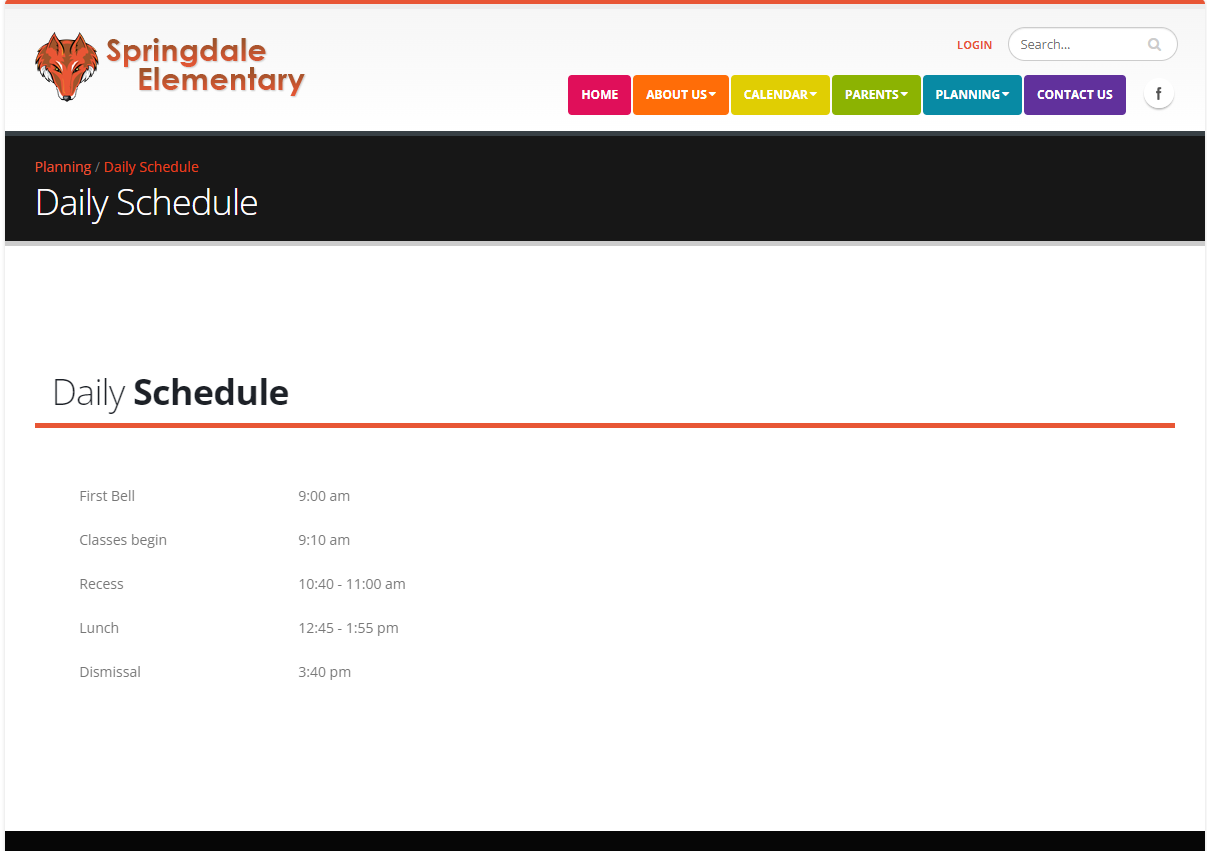 Springdale
Elementary
LOGIN
Search...
HOME
ABOUT US
CALENDAR
PARENTS
PLANNING
CONTACT US
f
Planning / Daily Schedule
Daily Schedule
Daily Schedule
First Bell 9:00 am
Classes begin 9:10 am
Recess 10:40 - 11:00 am
Lunch 12:45 - 1:55 pm
Dismissal 3:40 pm